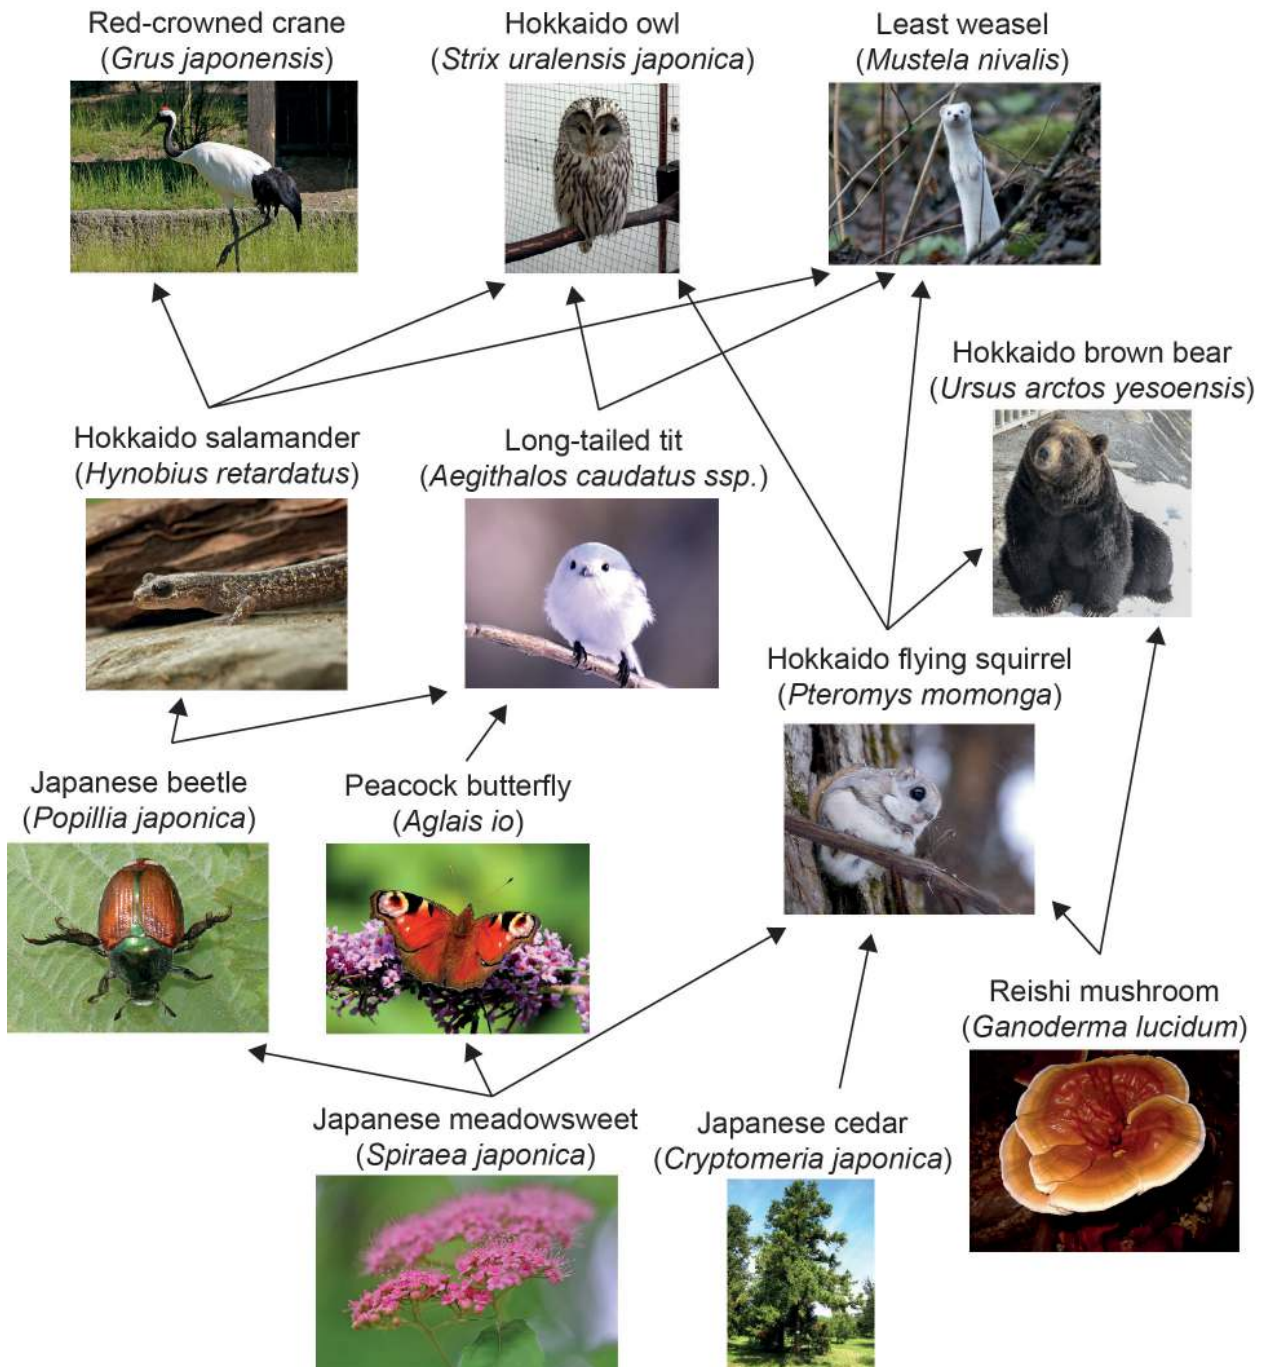 Red-crowned crane
(Grus japonensis)
Hokkaido owl
(Strix uralensis japonica)
Least weasel
(Mustela nivalis)
Hokkaido brown bear
(Ursus arctos yesoensis)
Hokkaido salamander
(Hynobius retardatus)
Long-tailed tit
(Aegithalos caudatus ssp.)
Hokkaido flying squirrel
(Pteromys momonga)
Japanese beetle
(Popillia japonica)
Peacock butterfly
(Aglais io)
Reishi mushroom
(Ganoderma lucidum)
Japanese meadowsweet
(Spiraea japonica)
Japanese cedar
(Cryptomeria japonica)